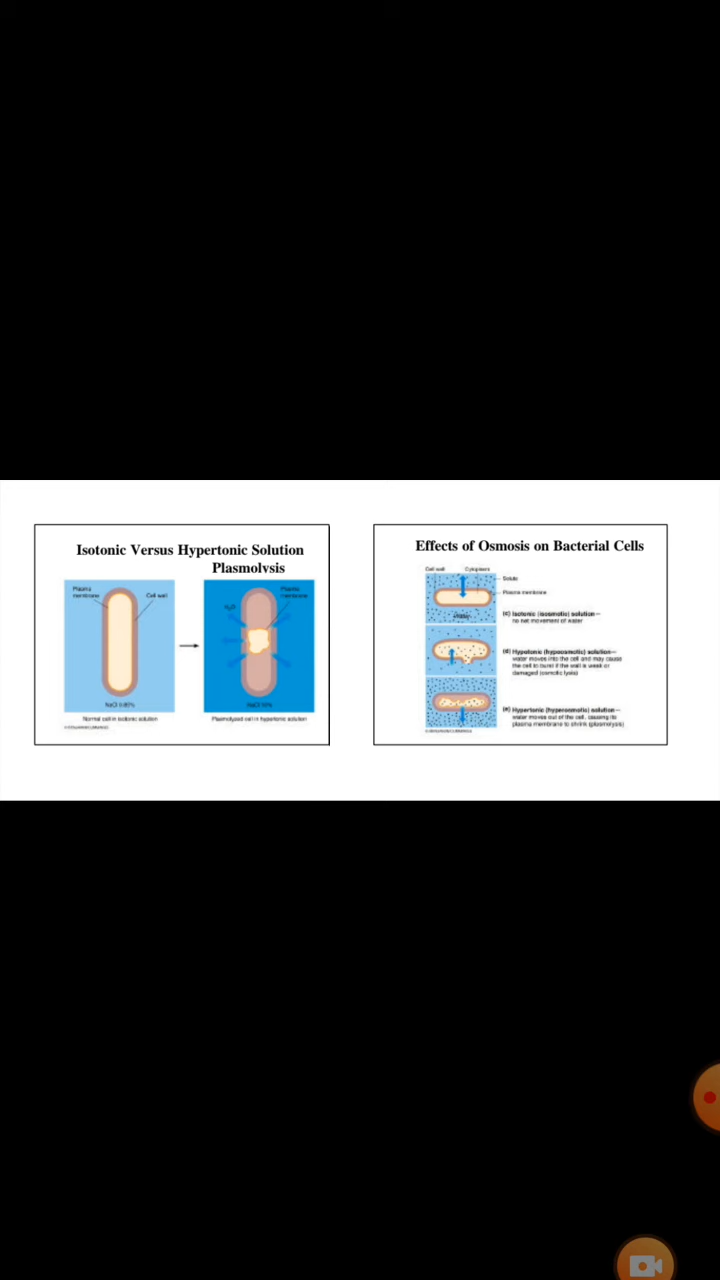 Isotonic Versus Hypertonic Solution
Plasmolysis
Plasma
membrane
Cell wall
NaCl 0.85%
Normal cell in isotonic solution
H₂O
Plasma
membrane
NaCl 10%
Plasmolyzed cell in hypertonic solution
Effects of Osmosis on Bacterial Cells
Cell wall
Cytoplasm
Solute
Plasma membrane
Water
(c) Isotonic (isosmotic) solution—
no net movement of water
(d) Hypotonic (hypoosmotic) solution—
water moves into the cell and may cause
the cell to burst if the wall is weak or
damaged (osmotic lysis)
(e) Hypertonic (hyperosmotic) solution—
water moves out of the cell, causing its
plasma membrane to shrink (plasmolysis)